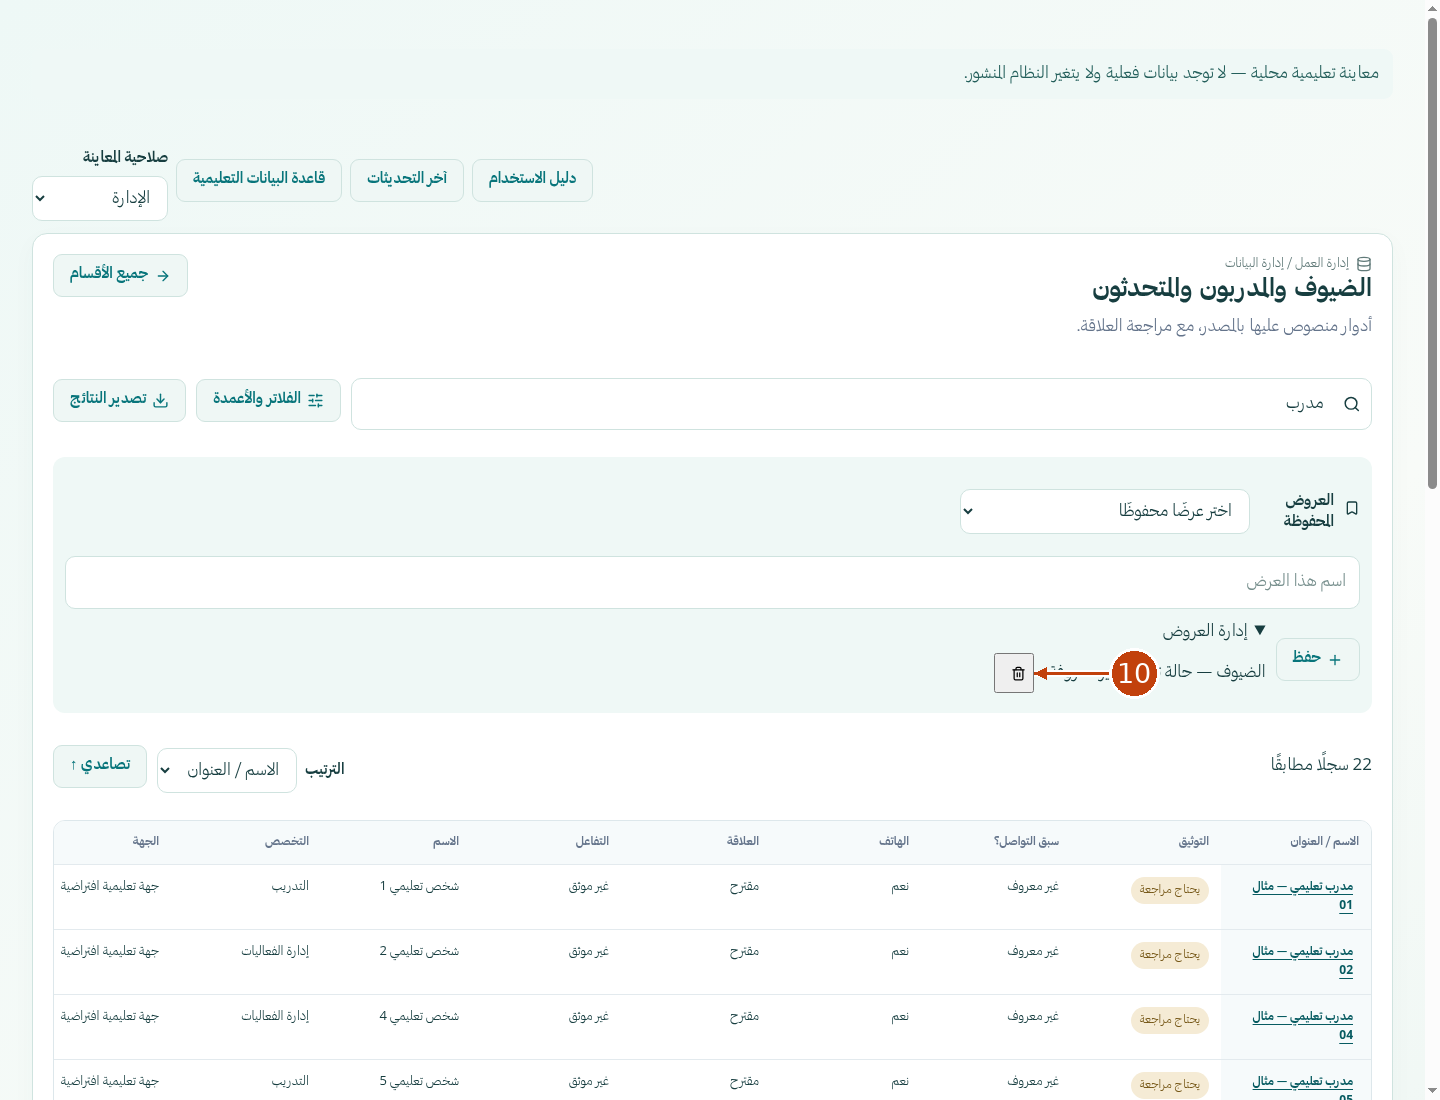 معاينة تعليمية محلية — لا توجد بيانات فعلية ولا يتغير النظام المنشور.
دليل الاستخدام
آخر التحديثات
قاعدة البيانات التعليمية
صلاحية المعاينة
الإدارة
إدارة العمل / إدارة البيانات
الضيوف والمدربون والمتحدثون
أدوار منصوص عليها بالمصدر، مع مراجعة العلاقة.
جميع الأقسام
مدرب
الفلاتر والأعمدة
تصدير النتائج
العروض المحفوظة
اختر عرضًا محفوظًا
اسم هذا العرض
+ حفظ
▼ إدارة العروض
الضيوف — حالة
10
22 سجلًا مطابقًا
الترتيب
الاسم / العنوان
تصاعدي ↑
الاسم / العنوان التوثيق سبق التواصل؟ الهاتف العلاقة التفاعل الاسم التخصص الجهة
مدرب تعليمي — مثال 01 يحتاج مراجعة غير معروف نعم مقترح غير موثق شخص تعليمي 1 التدريب جهة تعليمية افتراضية
مدرب تعليمي — مثال 02 يحتاج مراجعة غير معروف نعم مقترح غير موثق شخص تعليمي 2 إدارة الفعاليات جهة تعليمية افتراضية
مدرب تعليمي — مثال 04 يحتاج مراجعة غير معروف نعم مقترح غير موثق شخص تعليمي 4 إدارة الفعاليات جهة تعليمية افتراضية
مدرب تعليمي — مثال 05 يحتاج مراجعة غير معروف نعم مقترح غير موثق شخص تعليمي 5 التدريب جهة تعليمية افتراضية